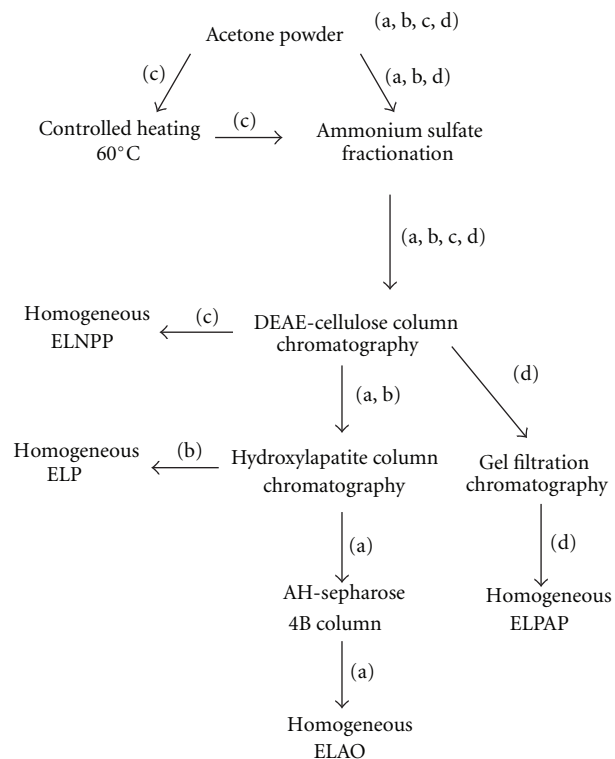 (a, b, c, d)
Acetone powder
(c)
(a, b, d)
Controlled heating
60°C
(c)
Ammonium sulfate
fractionation
(a, b, c, d)
Homogeneous
ELNPP
(c)
DEAE-cellulose column
chromatography
(d)
(a, b)
Homogeneous
ELP
(b)
Hydroxylapatite column
chromatography
Gel filtration
chromatography
(a)
(d)
AH-sepharose
4B column
Homogeneous
ELPAP
(a)
Homogeneous
ELAO